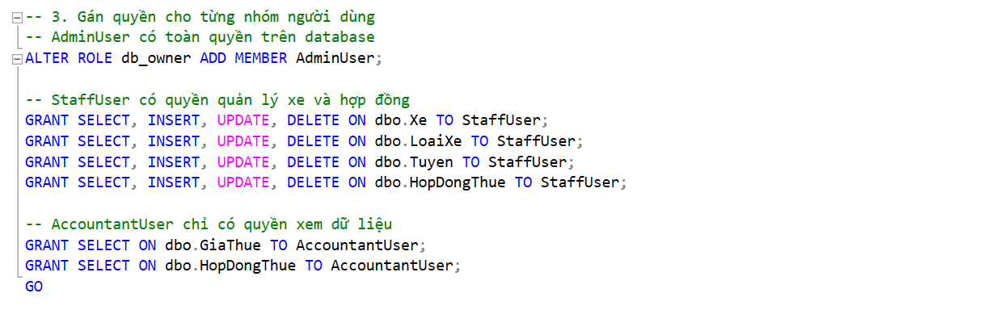 -- 3. Gán quyền cho từng nhóm người dùng
-- AdminUser có toàn quyền trên database
ALTER ROLE db_owner ADD MEMBER AdminUser;
-- StaffUser có quyền quản lý xe và hợp đồng
GRANT SELECT, INSERT, UPDATE, DELETE ON dbo.Xe TO StaffUser;
GRANT SELECT, INSERT, UPDATE, DELETE ON dbo.LoaiXe TO StaffUser;
GRANT SELECT, INSERT, UPDATE, DELETE ON dbo.Tuyen TO StaffUser;
GRANT SELECT, INSERT, UPDATE, DELETE ON dbo.HopDongThue TO StaffUser;
-- AccountantUser chỉ có quyền xem dữ liệu
GRANT SELECT ON dbo.GiaThue TO AccountantUser;
GRANT SELECT ON dbo.HopDongThue TO AccountantUser;
GO